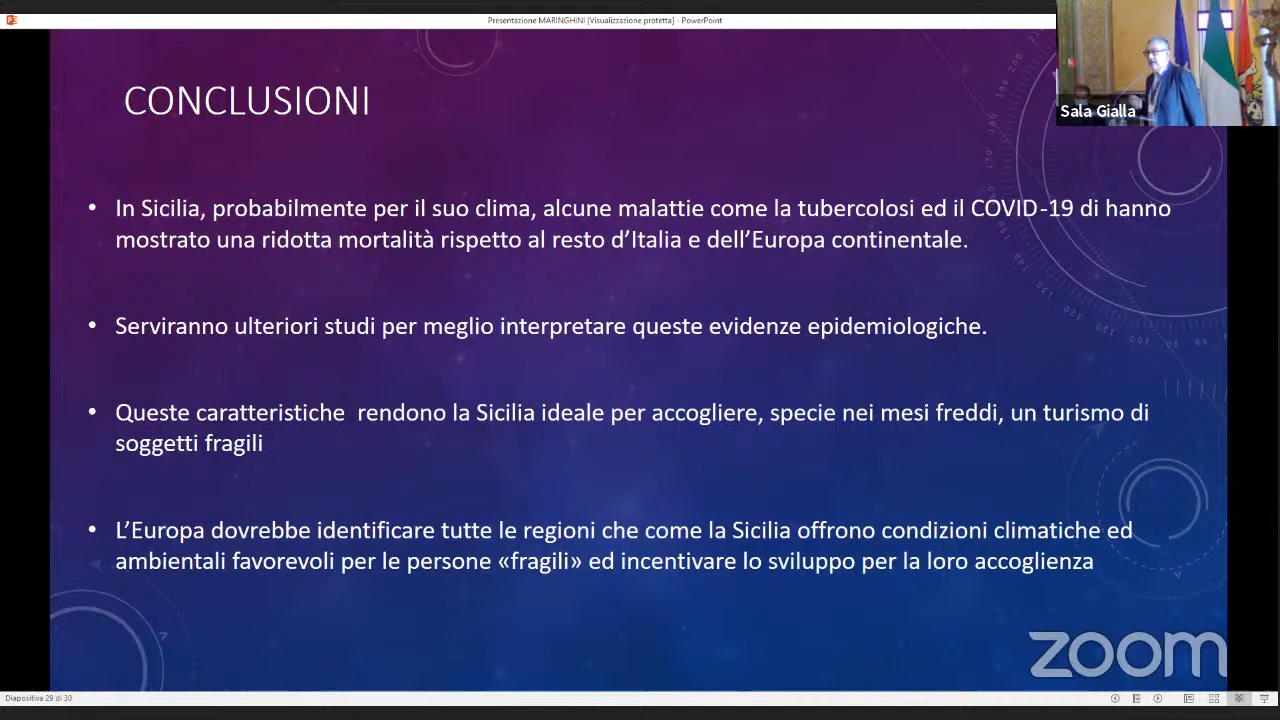 Presentazione MARINGHINI [Visualizzazione protetta] - PowerPoint
Sala Gialla
CONCLUSIONI
• In Sicilia, probabilmente per il suo clima, alcune malattie come la tubercolosi ed il COVID-19 di hanno
mostrato una ridotta mortalità rispetto al resto d’Italia e dell’Europa continentale.
• Serviranno ulteriori studi per meglio interpretare queste evidenze epidemiologiche.
• Queste caratteristiche  rendono la Sicilia ideale per accogliere, specie nei mesi freddi, un turismo di
soggetti fragili
• L’Europa dovrebbe identificare tutte le regioni che come la Sicilia offrono condizioni climatiche ed
ambientali favorevoli per le persone «fragili» ed incentivare lo sviluppo per la loro accoglienza
zoom
Diapositiva 29 di 30